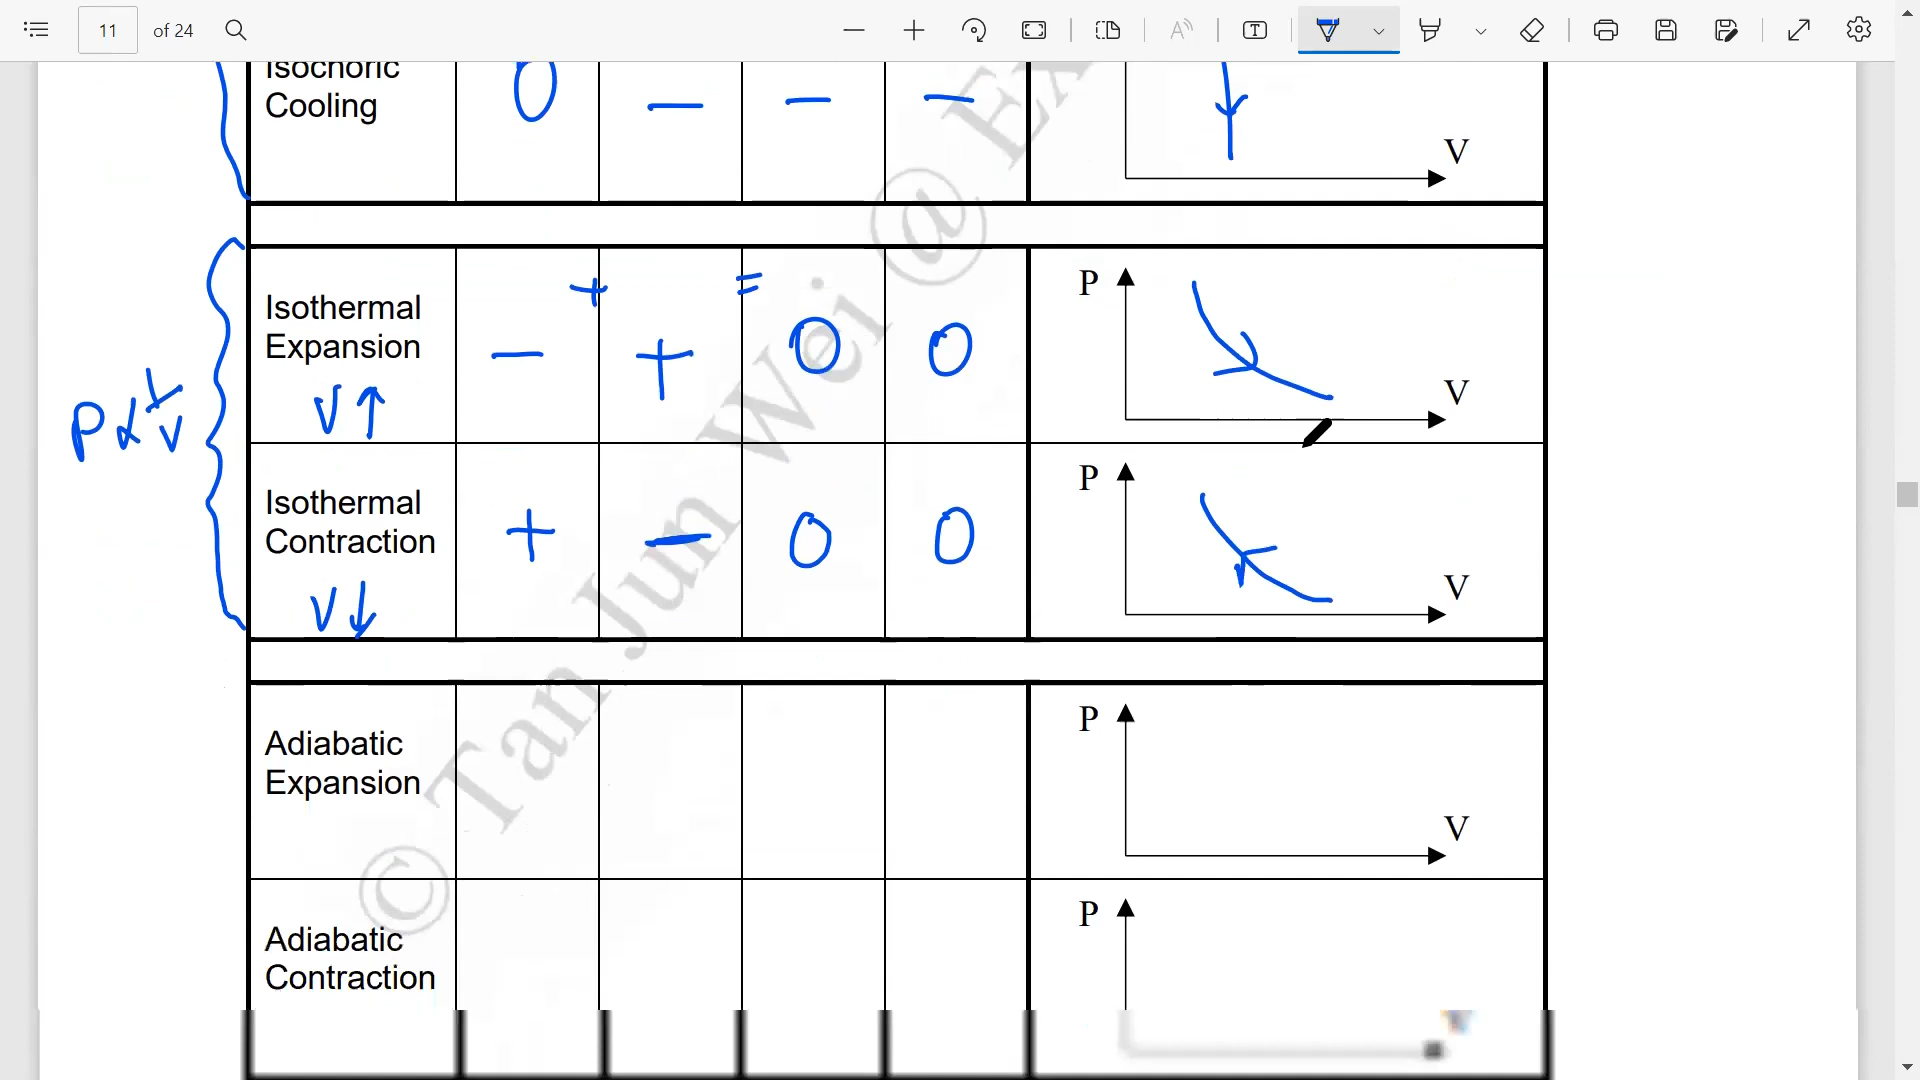 11 of 24
Isochoric
Cooling
0 − − −
V
Isothermal
Expansion
V↑
+ =
− + 0 0
P
V
P ∝ 1/V
Isothermal
Contraction
V↓
+ − 0 0
P
V
Adiabatic
Expansion
P
V
Adiabatic
Contraction
P
V
© Tan Jun Wei @ Ex